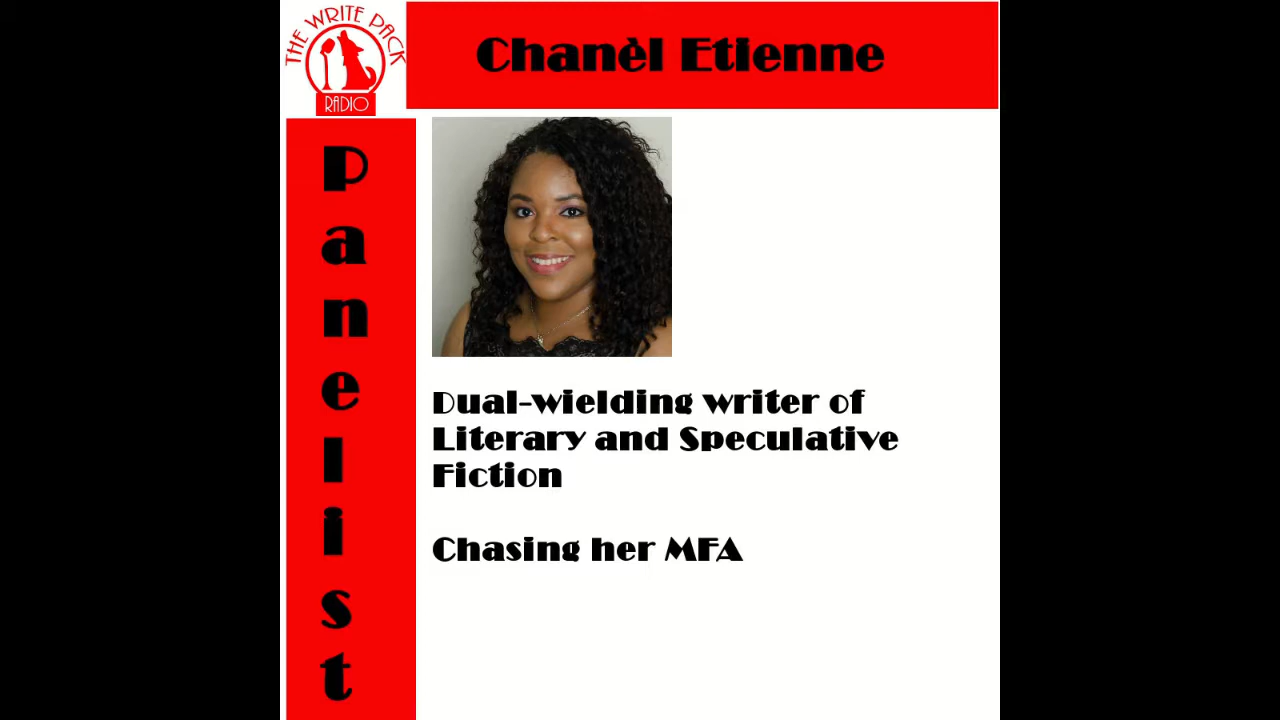 THE WRITE PACK
RADIO
Chanèl Etienne
Panelist
Dual-wielding writer of
Literary and Speculative
Fiction
Chasing her MFA